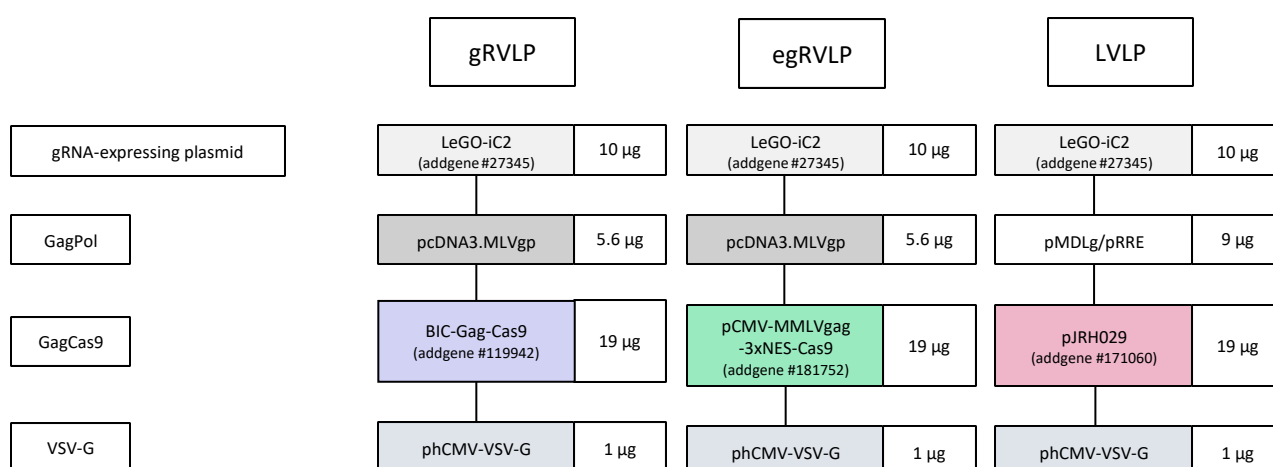 gRVLP
egRVLP
LVLP
gRNA-expressing plasmid
LeGO-iC2
(addgene #27345)
10 µg
LeGO-iC2
(addgene #27345)
10 µg
LeGO-iC2
(addgene #27345)
10 µg
GagPol
pcDNA3.MLVgp
5.6 µg
pcDNA3.MLVgp
5.6 µg
pMDLg/pRRE
9 µg
GagCas9
BIC-Gag-Cas9
(addgene #119942)
19 µg
pCMV-MMLVgag
-3xNES-Cas9
(addgene #181752)
19 µg
pJRH029
(addgene #171060)
19 µg
VSV-G
phCMV-VSV-G
1 µg
phCMV-VSV-G
1 µg
phCMV-VSV-G
1 µg